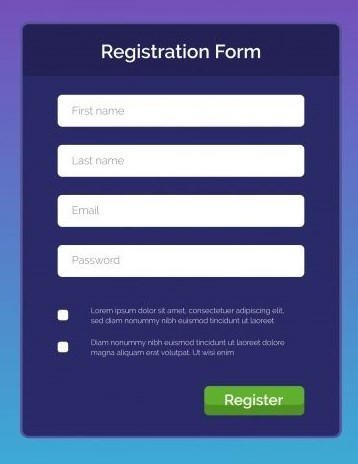 Registration Form
First name
Last name
Email
Password
Lorem ipsum dolor sit amet, consectetuer adipiscing elit,
sed diam nonummy nibh euismod tincidunt ut laoreet
Diam nonummy nibh euismod tincidunt ut laoreet dolore
magna aliquam erat volutpat. Ut wisi enim
Register